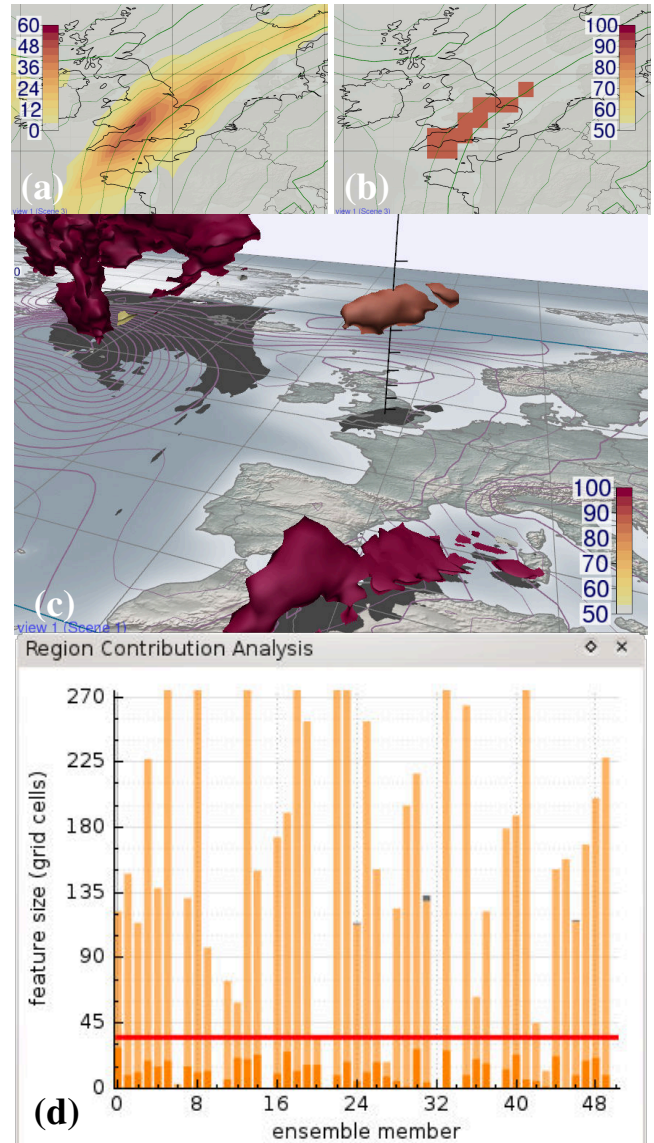 60
48
36
24
12
0
(a)
view 1 (Scene 3)
100
90
80
70
60
50
(b)
view 1 (Scene 3)
0
100
90
80
70
60
50
(c)
view 1 (Scene 1)
Region Contribution Analysis
270
225
180
135
90
45
0
feature size (grid cells)
0 8 16 24 32 40 48
ensemble member
(d)